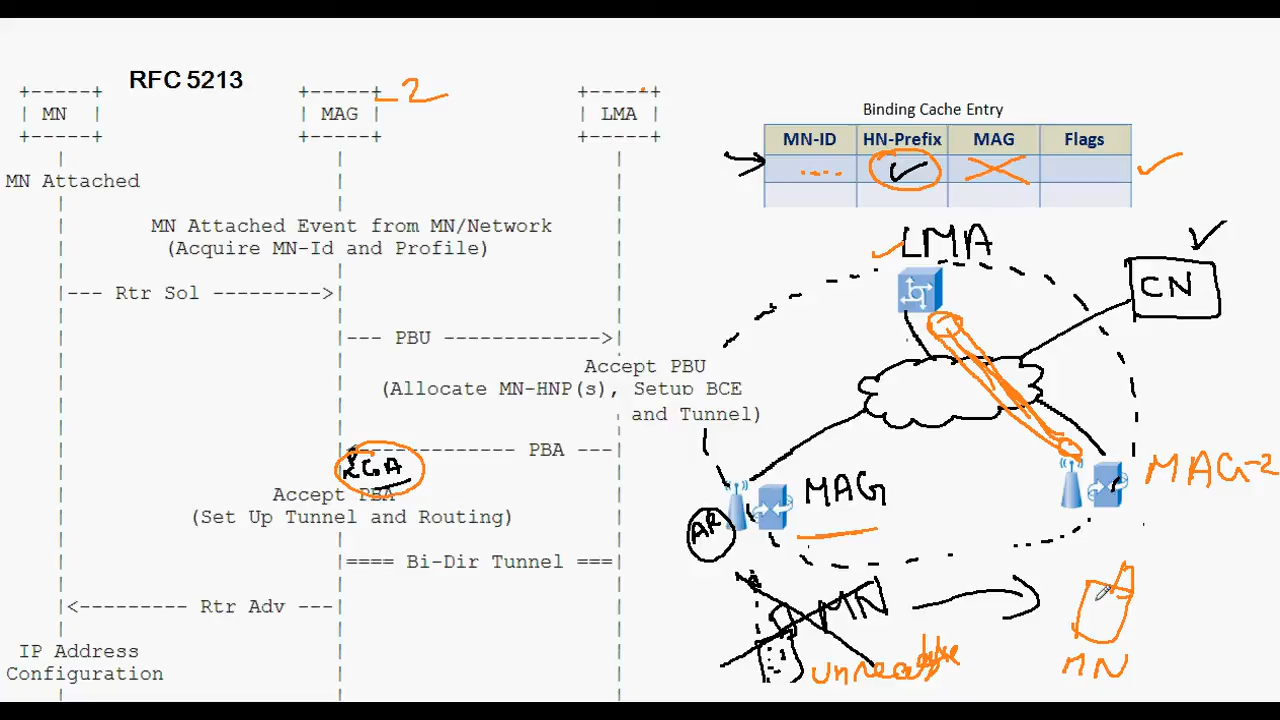 RFC 5213
+-----+ +-----+ +-----+
| MN | | MAG | -2 | LMA |
+-----+ +-----+ +-----+
MN Attached
MN Attached Event from MN/Network
(Acquire MN-Id and Profile)
|--- Rtr Sol --------->|
|--- PBU ------------->|
Accept PBU
(Allocate MN-HNP(s), Setup BCE
and Tunnel)
|<------------- PBA ---|
Accept PBA
(Set Up Tunnel and Routing)
|==== Bi-Dir Tunnel ===|
|<--------- Rtr Adv ---|
IP Address
Configuration
Binding Cache Entry
MN-ID HN-Prefix MAG Flags
LMA
CN
MAG
MAG-2
AR
MN
unreachable
MN